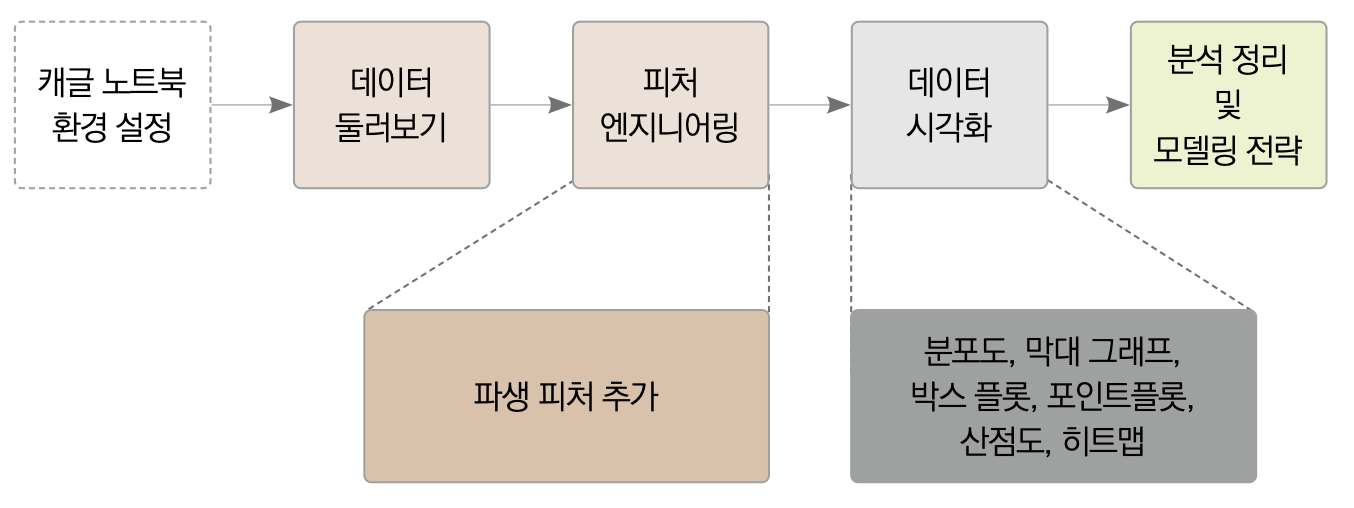 캐글 노트북
환경 설정
데이터
둘러보기
피처
엔지니어링
데이터
시각화
분석 정리
및
모델링 전략
파생 피처 추가
분포도, 막대 그래프,
박스 플롯, 포인트플롯,
산점도, 히트맵